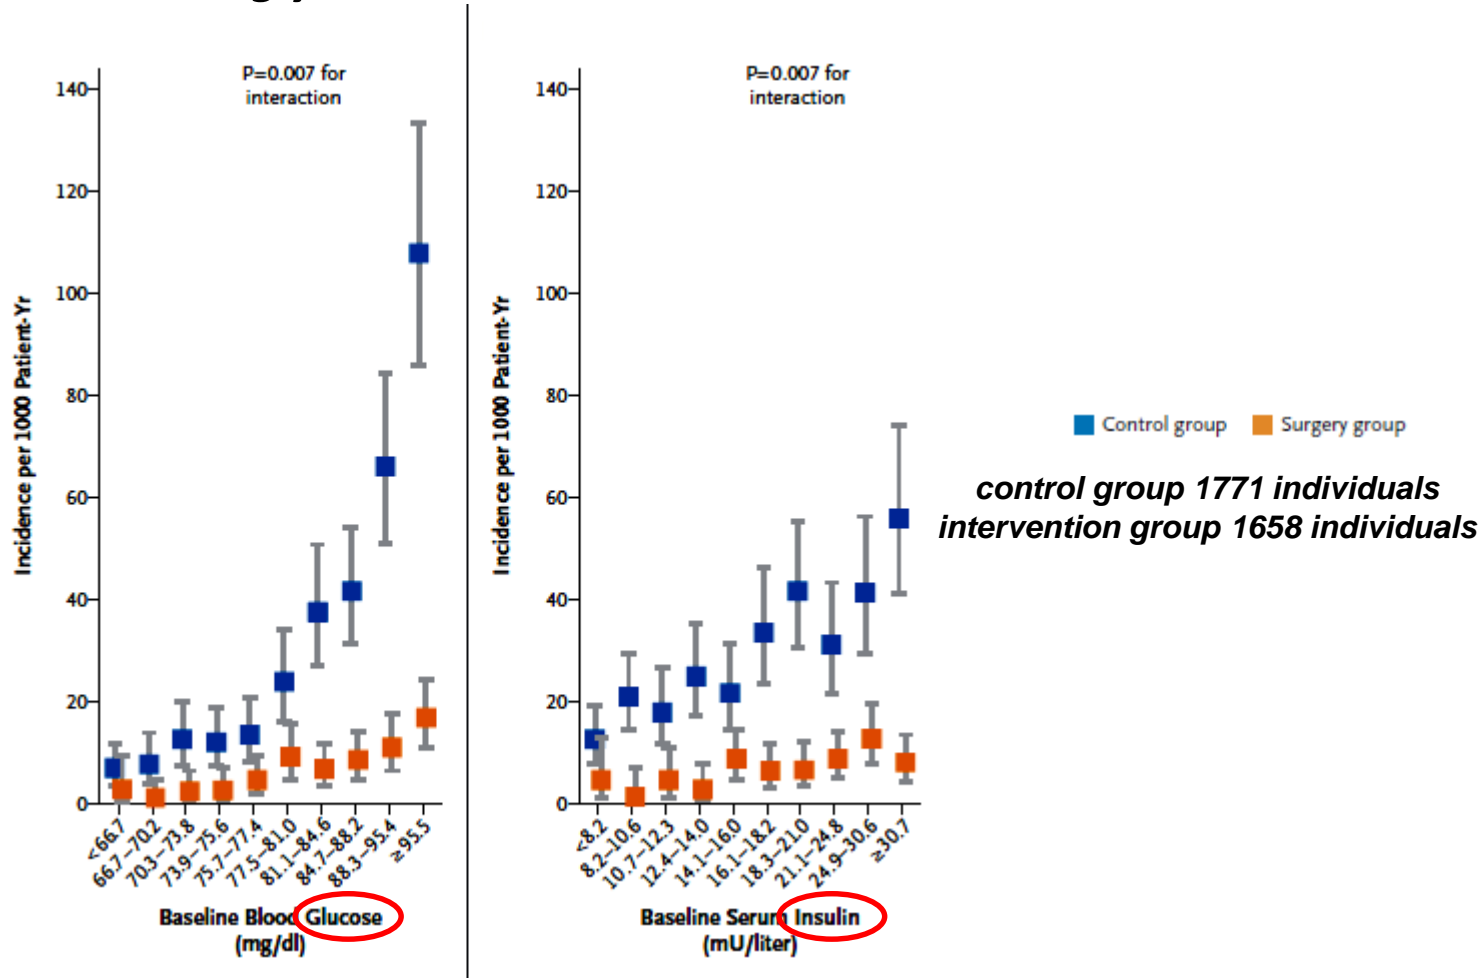 P=0.007 for
interaction
140
120
100
80
60
40
20
0
Incidence per 1000 Patient-Yr
<66.7
66.7–70.2
70.3–73.8
73.9–75.6
75.7–77.4
77.5–81.0
81.1–84.6
84.7–88.2
88.3–95.4
≥95.5
Baseline Blood Glucose
(mg/dl)
P=0.007 for
interaction
140
120
100
80
60
40
20
0
Incidence per 1000 Patient-Yr
<8.2
8.2–10.6
10.7–12.3
12.4–14.0
14.1–16.0
16.1–18.2
18.3–21.0
21.1–24.8
24.9–30.6
≥30.7
Baseline Serum Insulin
(mU/liter)
Control group
Surgery group
control group 1771 individuals
intervention group 1658 individuals